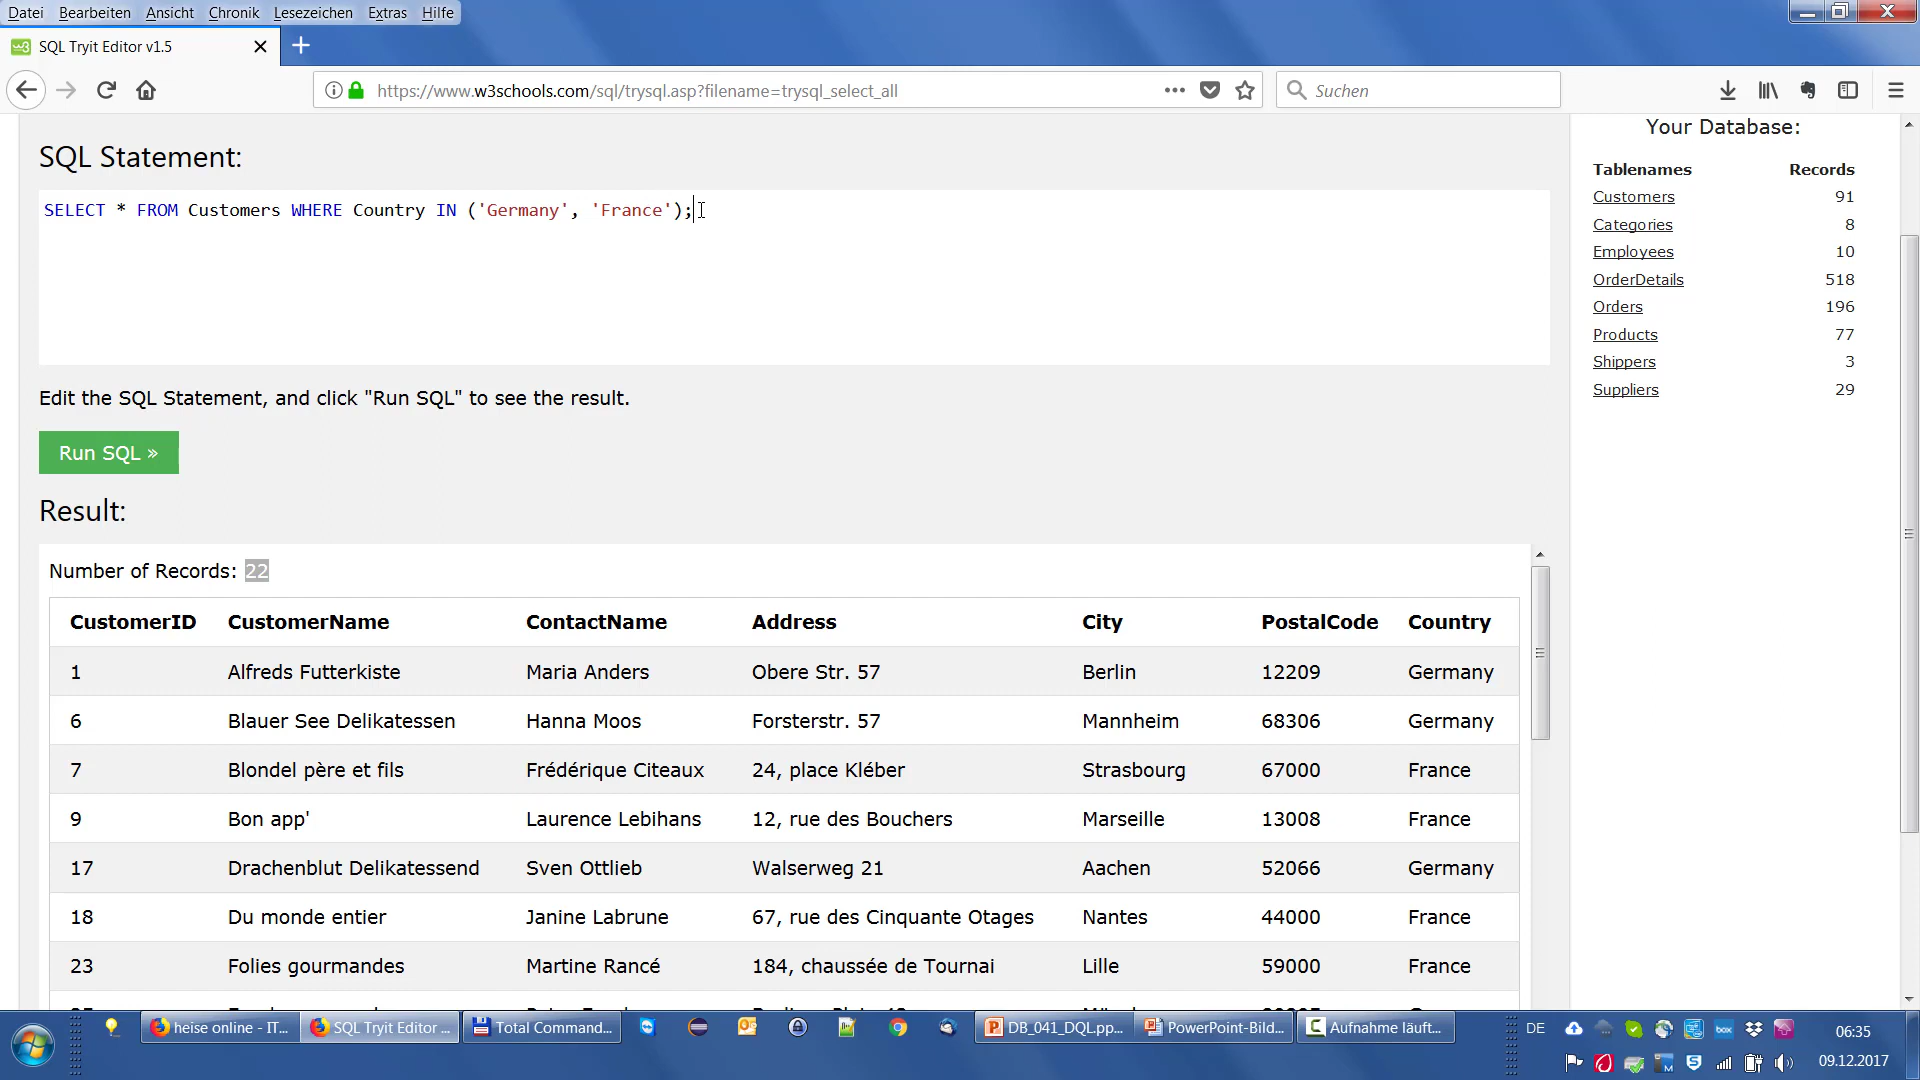 Datei Bearbeiten Ansicht Chronik Lesezeichen Extras Hilfe
SQL Tryit Editor v1.5
https://www.w3schools.com/sql/trysql.asp?filename=trysql_select_all
Suchen
SQL Statement:
SELECT * FROM Customers WHERE Country IN ('Germany', 'France');
Edit the SQL Statement, and click "Run SQL" to see the result.
Run SQL »
Result:
Number of Records: 22
CustomerID CustomerName ContactName Address City PostalCode Country
1 Alfreds Futterkiste Maria Anders Obere Str. 57 Berlin 12209 Germany
6 Blauer See Delikatessen Hanna Moos Forsterstr. 57 Mannheim 68306 Germany
7 Blondel père et fils Frédérique Citeaux 24, place Kléber Strasbourg 67000 France
9 Bon app' Laurence Lebihans 12, rue des Bouchers Marseille 13008 France
17 Drachenblut Delikatessend Sven Ottlieb Walserweg 21 Aachen 52066 Germany
18 Du monde entier Janine Labrune 67, rue des Cinquante Otages Nantes 44000 France
23 Folies gourmandes Martine Rancé 184, chaussée de Tournai Lille 59000 France
Your Database:
Tablenames Records
Customers 91
Categories 8
Employees 10
OrderDetails 518
Orders 196
Products 77
Shippers 3
Suppliers 29
heise online - IT... SQL Tryit Editor ... Total Command... DB_041_DQL.pp... PowerPoint-Bild... Aufnahme läuft... DE box 06:35
09.12.2017